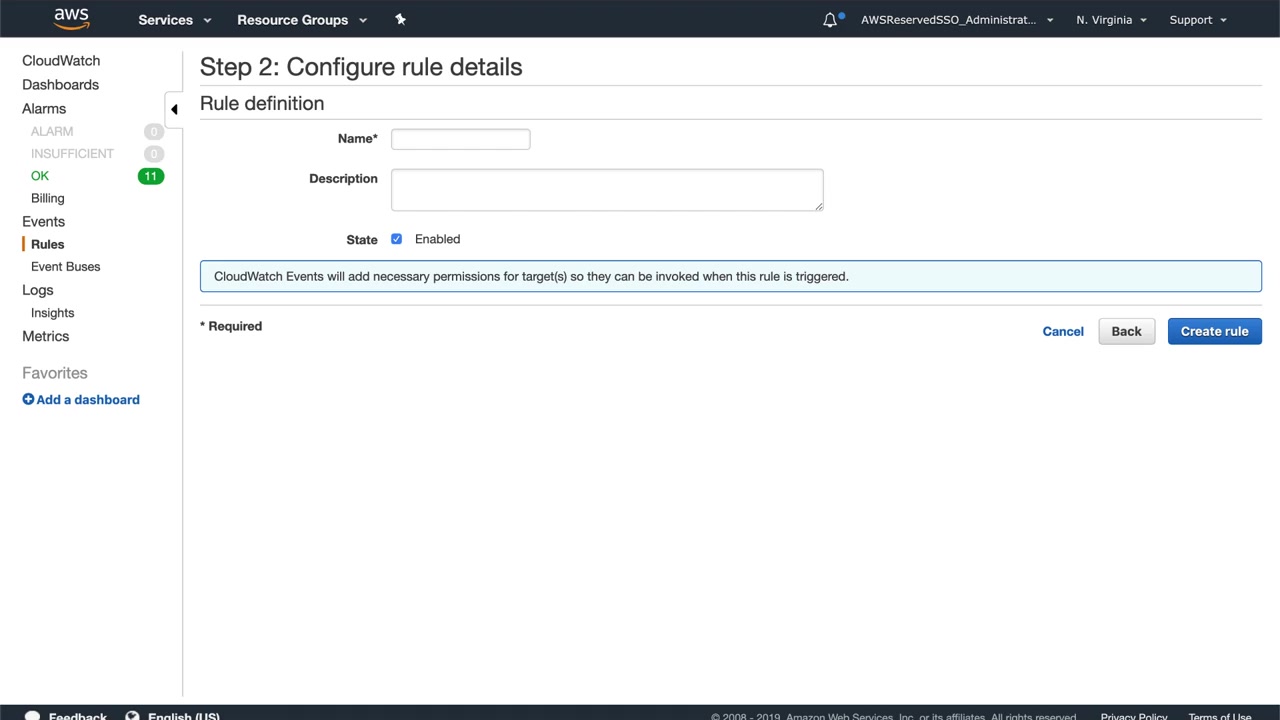 aws Services Resource Groups AWSReservedSSO_Administrat... N. Virginia Support
CloudWatch
Dashboards
Alarms
ALARM 0
INSUFFICIENT 0
OK 11
Billing
Events
Rules
Event Buses
Logs
Insights
Metrics
Favorites
Add a dashboard
Step 2: Configure rule details
Rule definition
Name*
Description
State Enabled
CloudWatch Events will add necessary permissions for target(s) so they can be invoked when this rule is triggered.
* Required
Cancel Back Create rule
Feedback English (US) © 2008 - 2019, Amazon Web Services, Inc. or its affiliates. All rights reserved. Privacy Policy Terms of Use